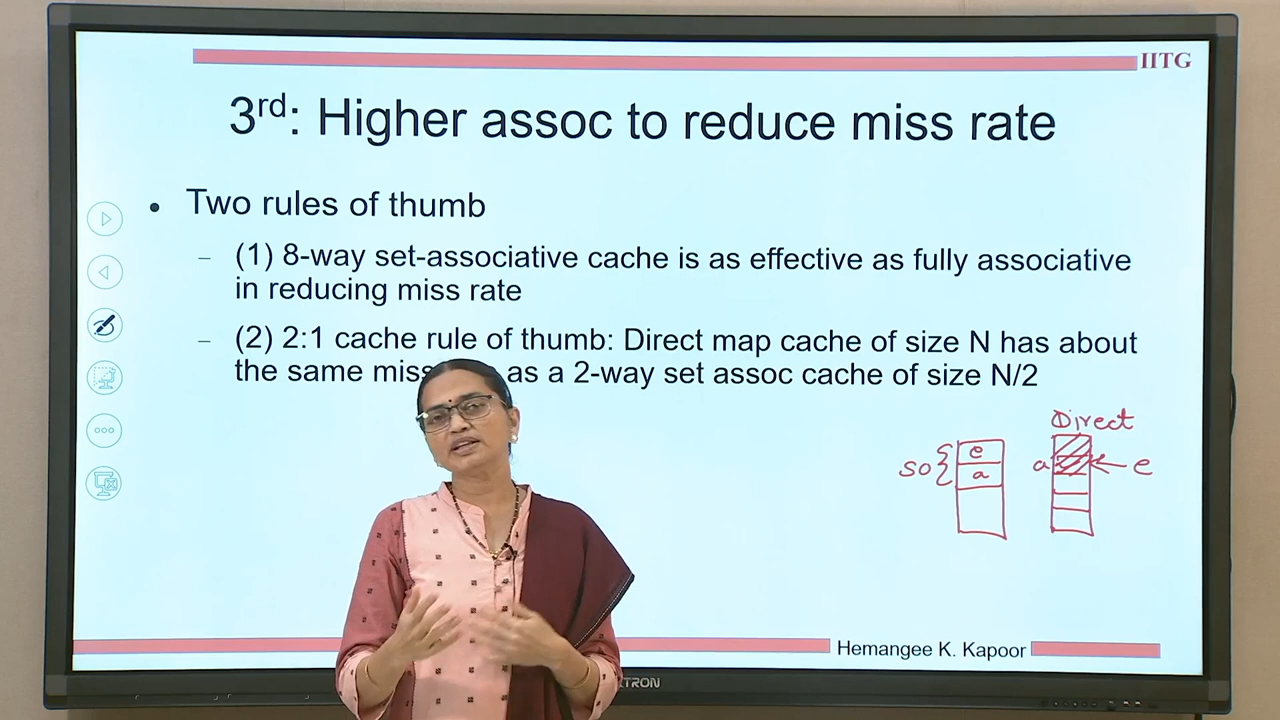 IITG
3rd: Higher assoc to reduce miss rate
• Two rules of thumb
– (1) 8-way set-associative cache is as effective as fully associative
in reducing miss rate
– (2) 2:1 cache rule of thumb: Direct map cache of size N has about
the same as a 2-way set assoc cache of size N/2
Direct
e
so a a e
Hemangee K. Kapoor
TRON